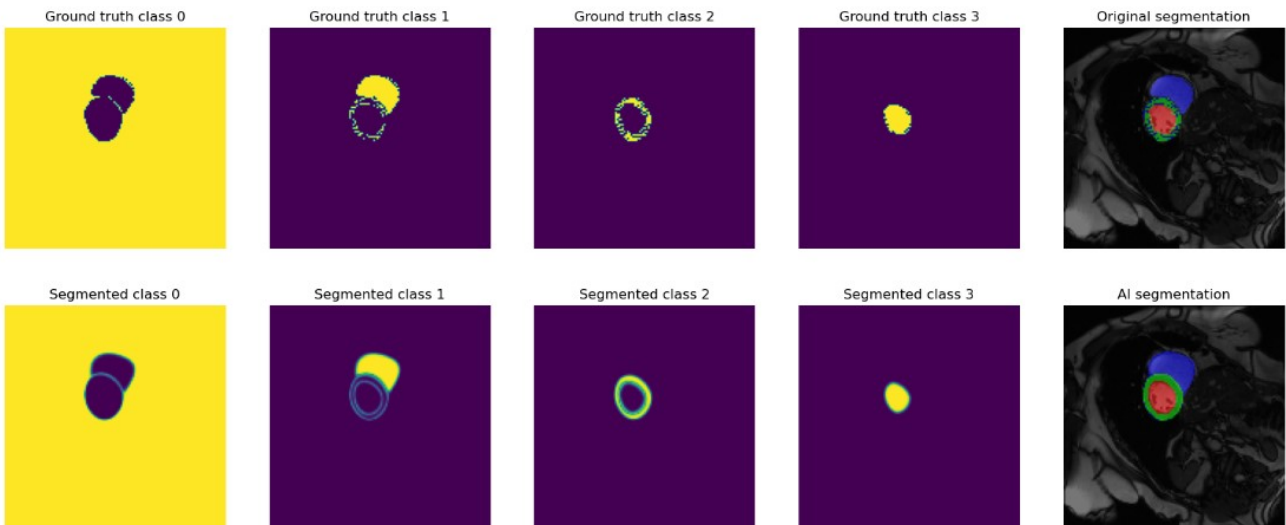 Ground truth class 0
Ground truth class 1
Ground truth class 2
Ground truth class 3
Original segmentation
Segmented class 0
Segmented class 1
Segmented class 2
Segmented class 3
AI segmentation